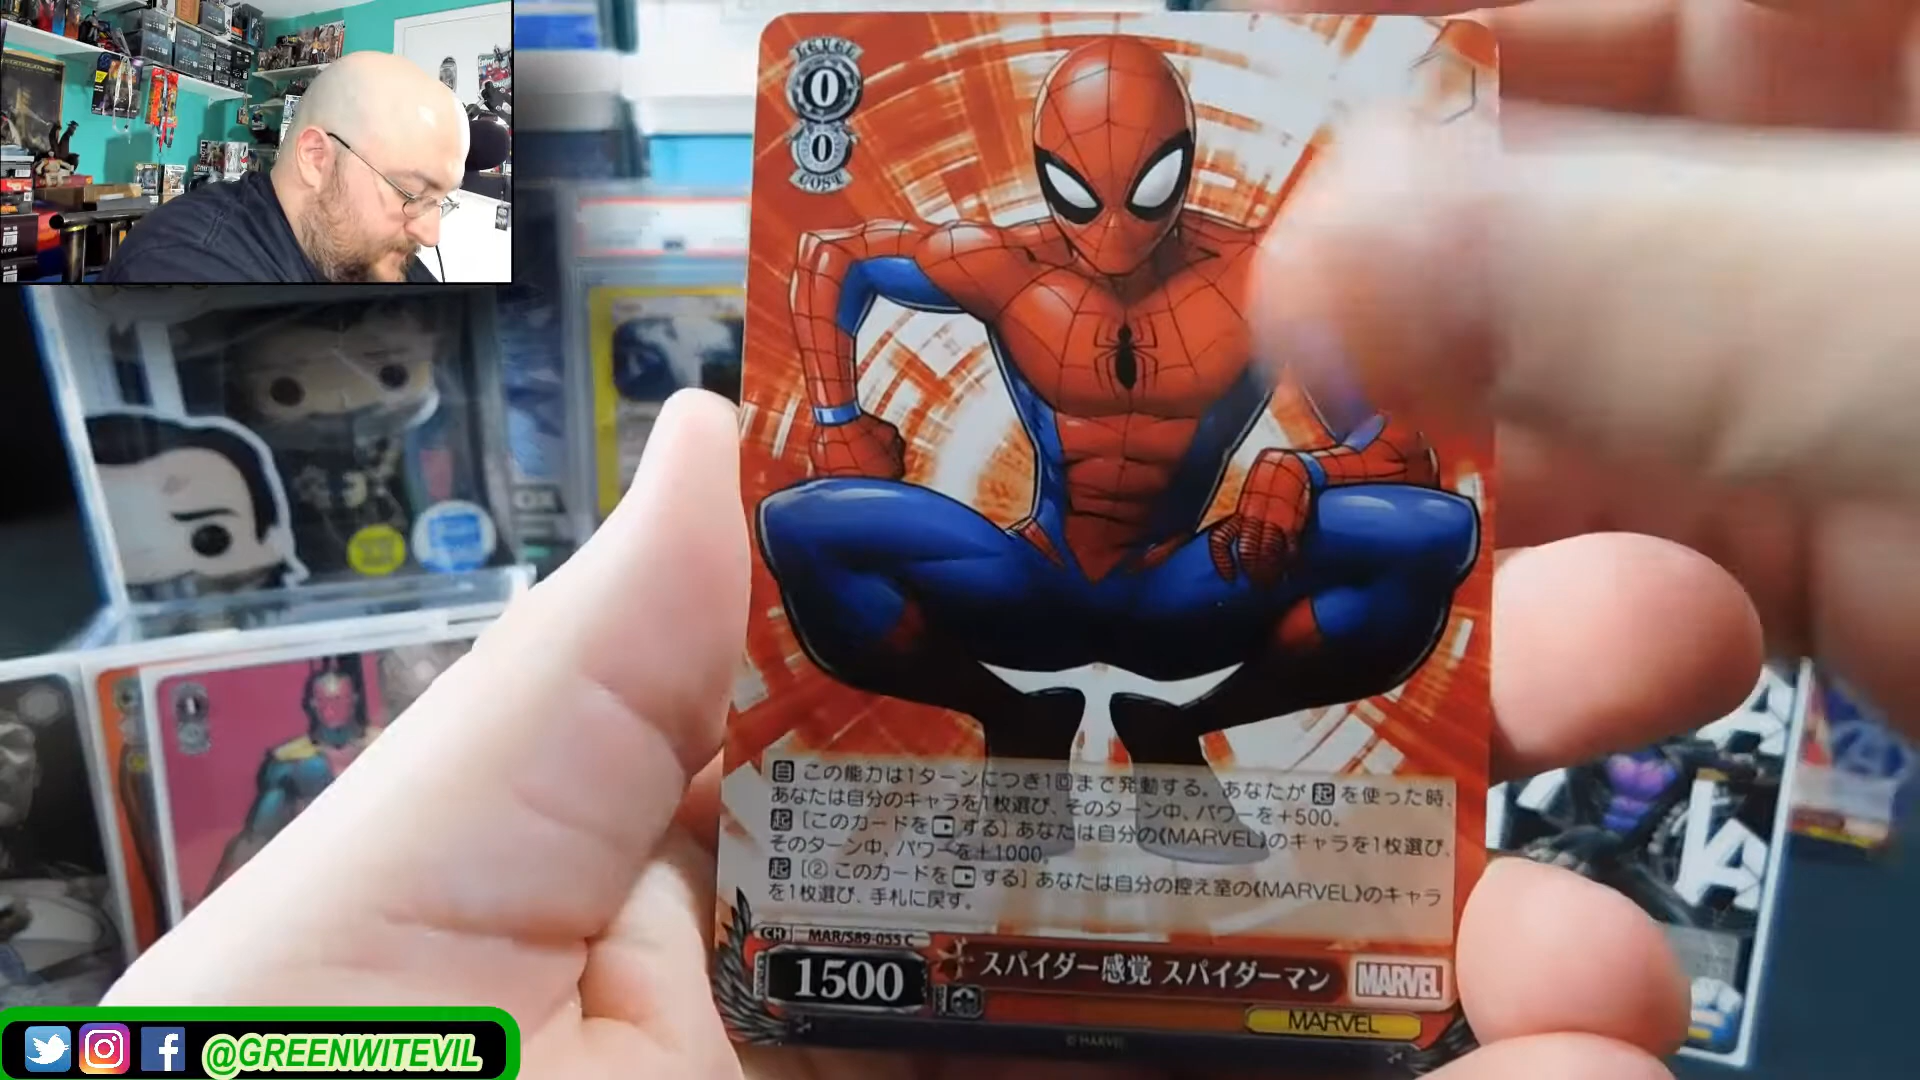 LEVEL
0
0
COST
自 この能力は1ターンにつき1回まで発動する。あなたが 起 を使った時、
あなたは自分のキャラを1枚選び、そのターン中、パワーを+500。
起 [このカードを する] あなたは自分の《MARVEL》のキャラを1枚選び、
そのターン中、パワーを+1000。
起 [② このカードを する] あなたは自分の控え室の《MARVEL》のキャラ
を1枚選び、手札に戻す。
CH MAR/S89-055 C
1500
スパイダー感覚 スパイダーマン
MARVEL
MARVEL
© MARVEL
@GREENWITEVIL